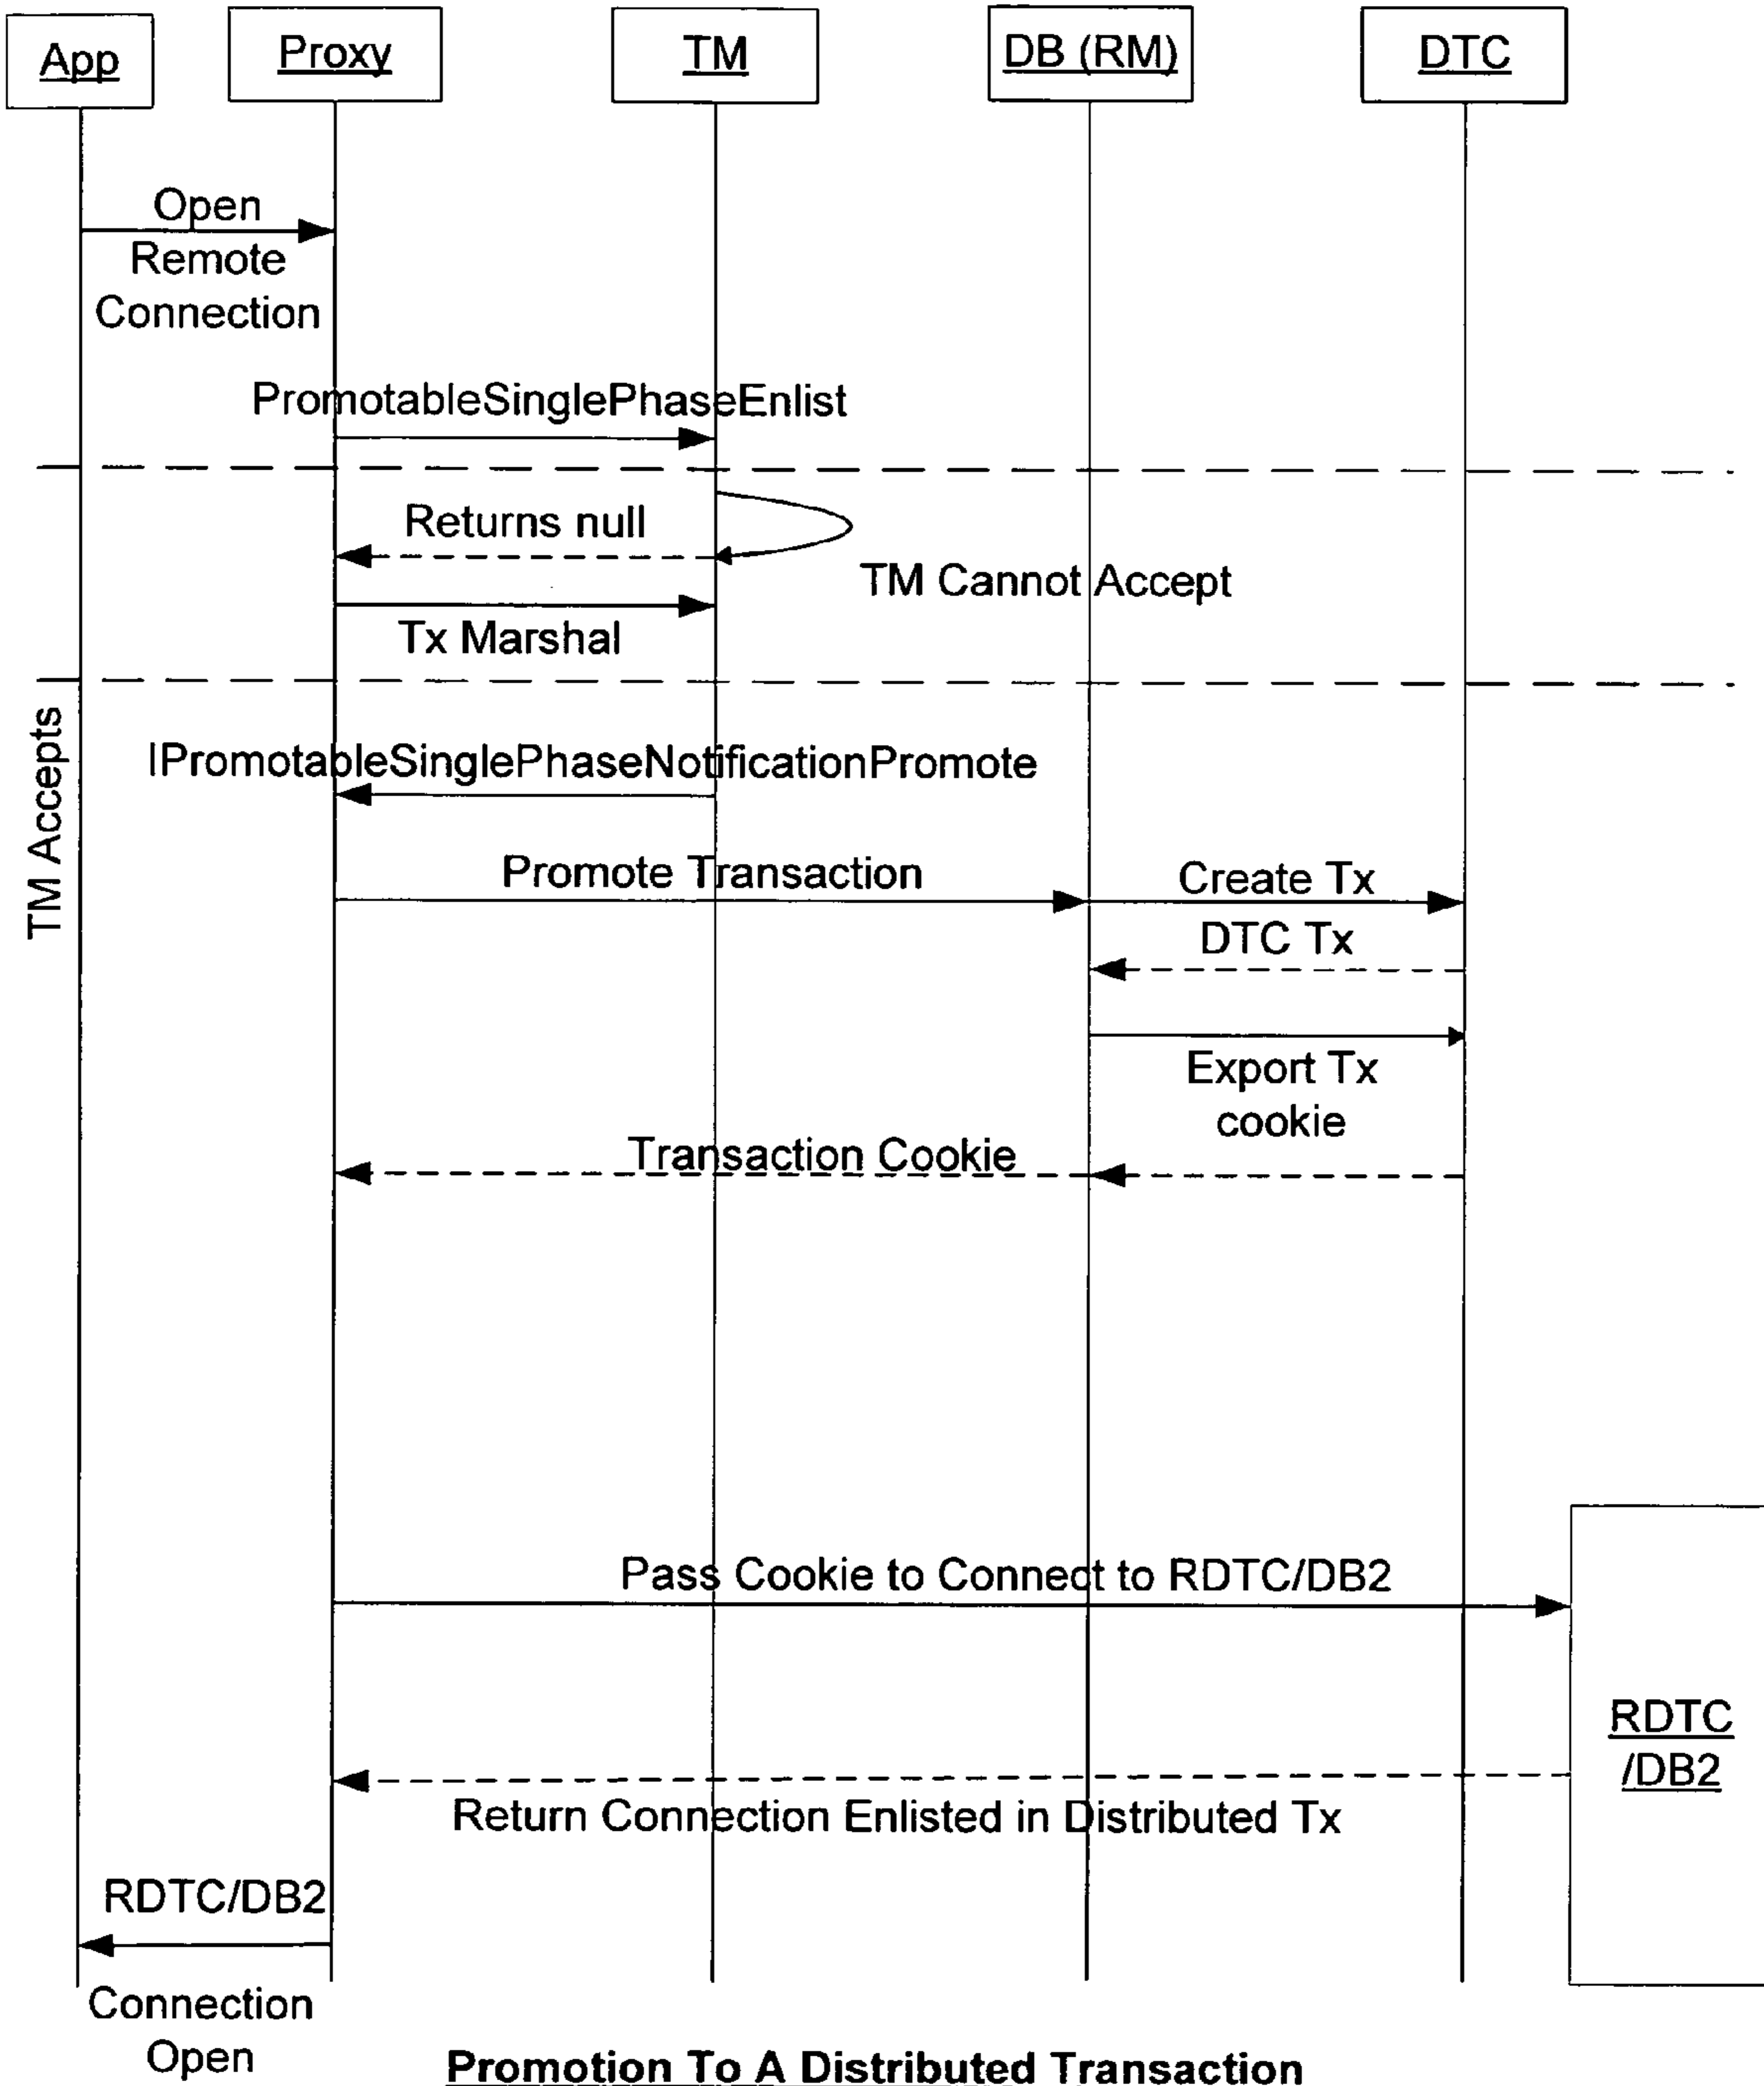 App
Proxy
TM
DB (RM)
DTC
Open
Remote
Connection
PromotableSinglePhaseEnlist
Returns null
TM Cannot Accept
Tx Marshal
TM Accepts
IPromotableSinglePhaseNotificationPromote
Promote Transaction
Create Tx
DTC Tx
Export Tx
cookie
Transaction Cookie
Pass Cookie to Connect to RDTC/DB2
RDTC
/DB2
Return Connection Enlisted in Distributed Tx
RDTC/DB2
Connection
Open
Promotion To A Distributed Transaction